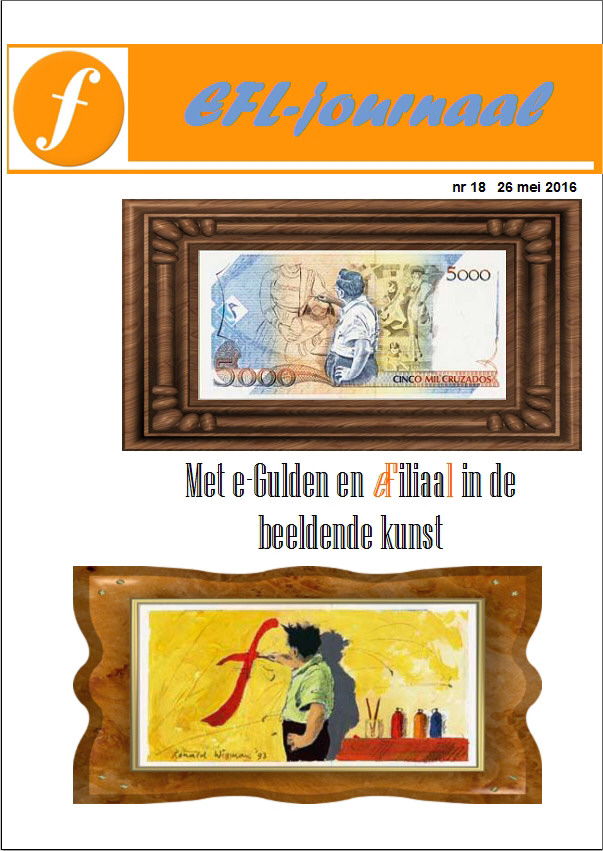 f
EFL-journaal
nr 18 26 mei 2016
5000
5000
CINCO MIL CRUZADOS
Met e-Gulden en eFiliaal in de
beeldende kunst
f
Ronald Wigman '93